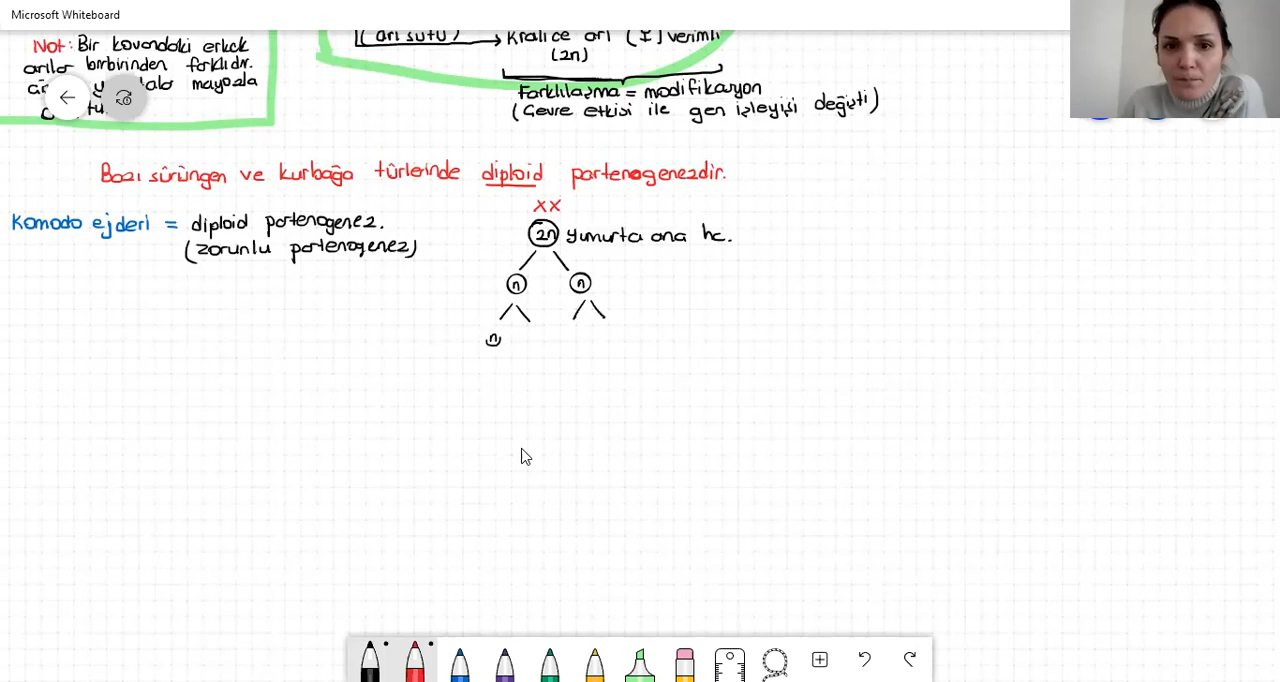 Microsoft Whiteboard
Not: Bir kovandaki erkek
arılar birbirinden farklıdır.
mayozla
(arı sütü) → Kraliçe arı (♀) verimli
(2n)
Farklılaşma = modifikasyon
(Çevre etkisi ile gen işleyişi değişti)
Bazı sürüngen ve kurbağa türlerinde diploid partenogenezdir.
Komodo ejderi = diploid partenogenez.
(zorunlu partenogenez)
XX
2n yumurta ana hc.
n n
n